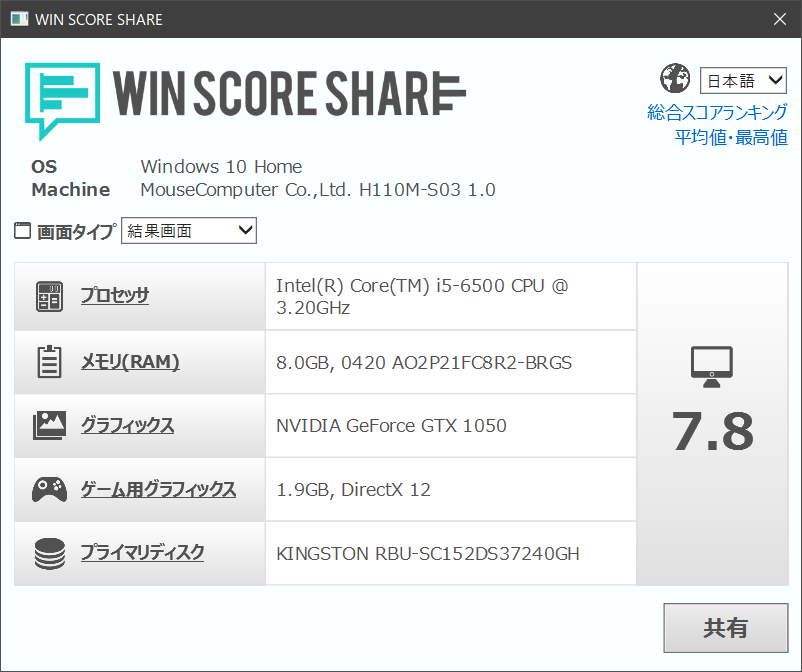 WIN SCORE SHARE
WIN SCORE SHARE
日本語
総合スコアランキング
平均値・最高値
OS Windows 10 Home
Machine MouseComputer Co.,Ltd. H110M-S03 1.0
画面タイプ 結果画面
プロセッサ
Intel(R) Core(TM) i5-6500 CPU @
3.20GHz
メモリ(RAM)
8.0GB, 0420 AO2P21FC8R2-BRGS
グラフィックス
NVIDIA GeForce GTX 1050
ゲーム用グラフィックス
1.9GB, DirectX 12
プライマリディスク
KINGSTON RBU-SC152DS37240GH
7.8
共有